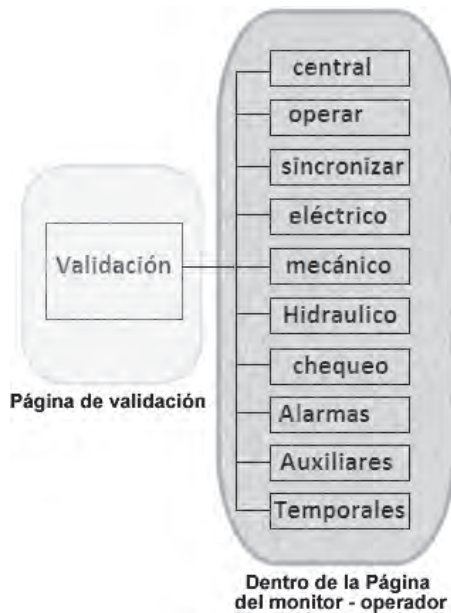 central
operar
sincronizar
eléctrico
Validación
mecánico
Hidraulico
chequeo
Página de validación
Alarmas
Auxiliares
Temporales
Dentro de la Página
del monitor - operador